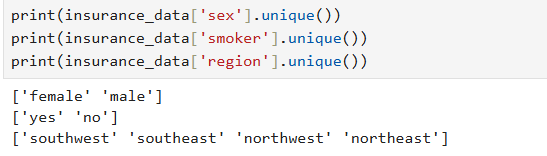 print(insurance_data['sex'].unique())
print(insurance_data['smoker'].unique())
print(insurance_data['region'].unique())
['female' 'male']
['yes' 'no']
['southwest' 'southeast' 'northwest' 'northeast']